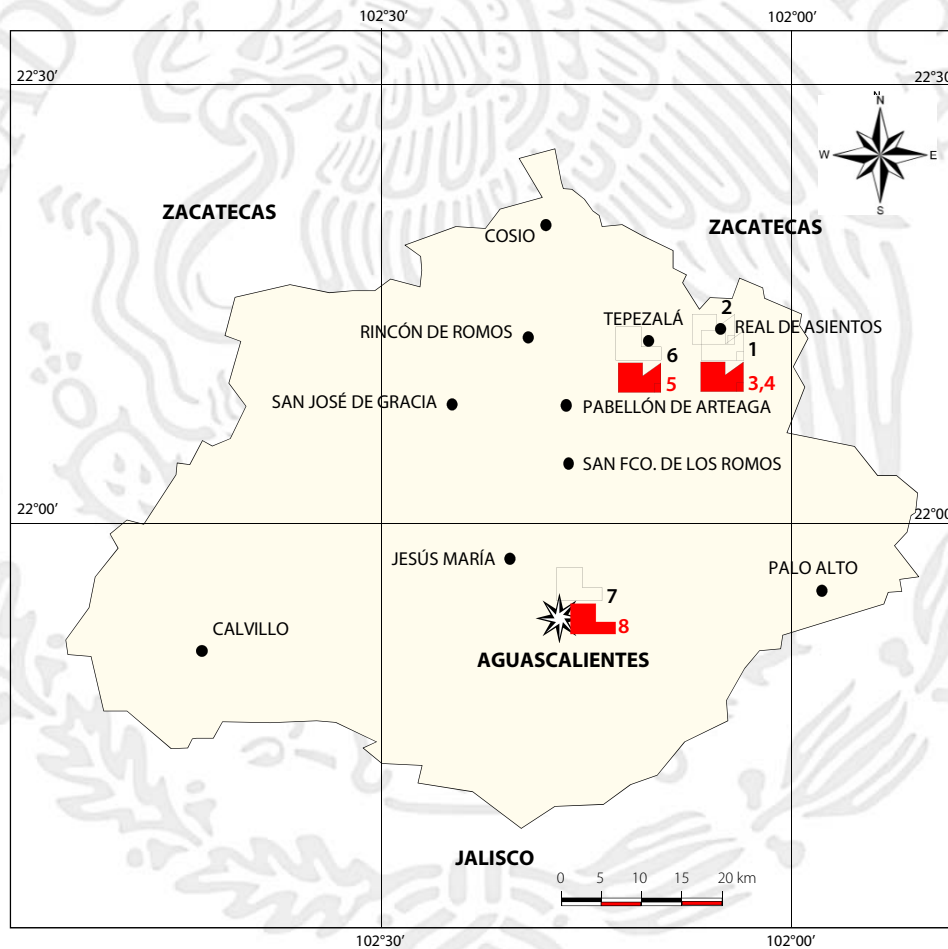 102°30’ 102°00’
22°30’ 22°30
N
N
W E
S
ZACATECAS
ZACATECAS
COSIO
2
TEPEZALÁ REAL DE ASIENTOS
RINCÓN DE ROMOS
6 1
5 3,4
SAN JOSÉ DE GRACIA PABELLÓN DE ARTEAGA
SAN FCO. DE LOS ROMOS
22°00’ 22°00
JESÚS MARÍA
PALO ALTO
7
8
CALVILLO
AGUASCALIENTES
JALISCO
0 5 10 15 20 km
102°30’ 102°00’